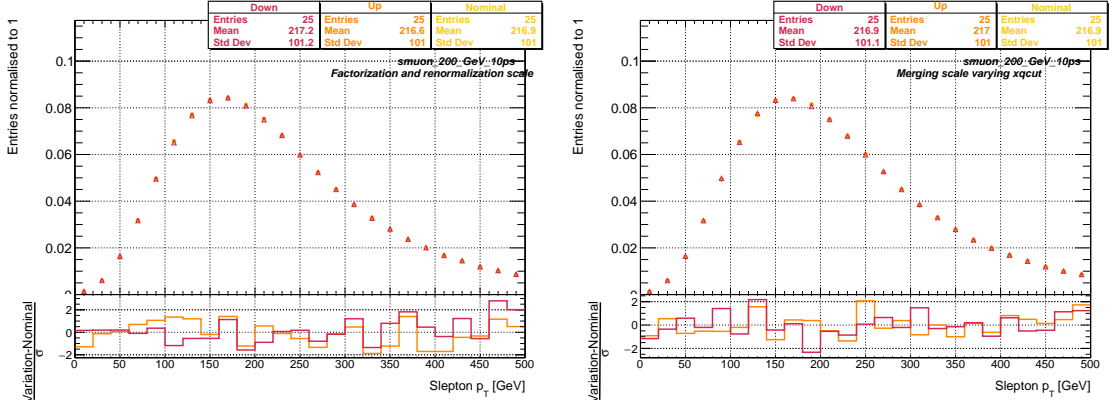 Down Up Nominal
Entries 25 Entries 25 Entries 25
Mean 217.2 Mean 216.6 Mean 216.9
Std Dev 101.2 Std Dev 101 Std Dev 101
smuon_200_GeV_10ps
Factorization and renormalization scale
Entries normalised to 1
0.1
0.08
0.06
0.04
0.02
0
Variation-Nominal
σ
2
0
−2
0 50 100 150 200 250 300 350 400 450 500
Slepton p_T [GeV]
Down Up Nominal
Entries 25 Entries 25 Entries 25
Mean 216.9 Mean 217 Mean 216.9
Std Dev 101.1 Std Dev 101 Std Dev 101
smuon_200_GeV_10ps
Merging scale varying xqcut
Entries normalised to 1
0.1
0.08
0.06
0.04
0.02
0
Variation-Nominal
σ
2
0
−2
0 50 100 150 200 250 300 350 400 450 500
Slepton p_T [GeV]